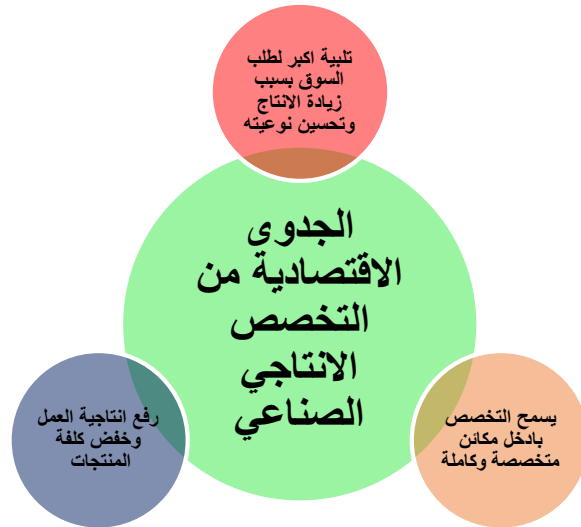 تلبية اكبر لطلب
السوق بسبب
زيادة الانتاج
وتحسين نوعيته
الجدوى
الاقتصادية من
التخصص
الانتاجي
الصناعي
يسمح التخصص
بادخل مكائن
متخصصة وكاملة
رفع انتاجية العمل
وخفض كلفة
المنتجات